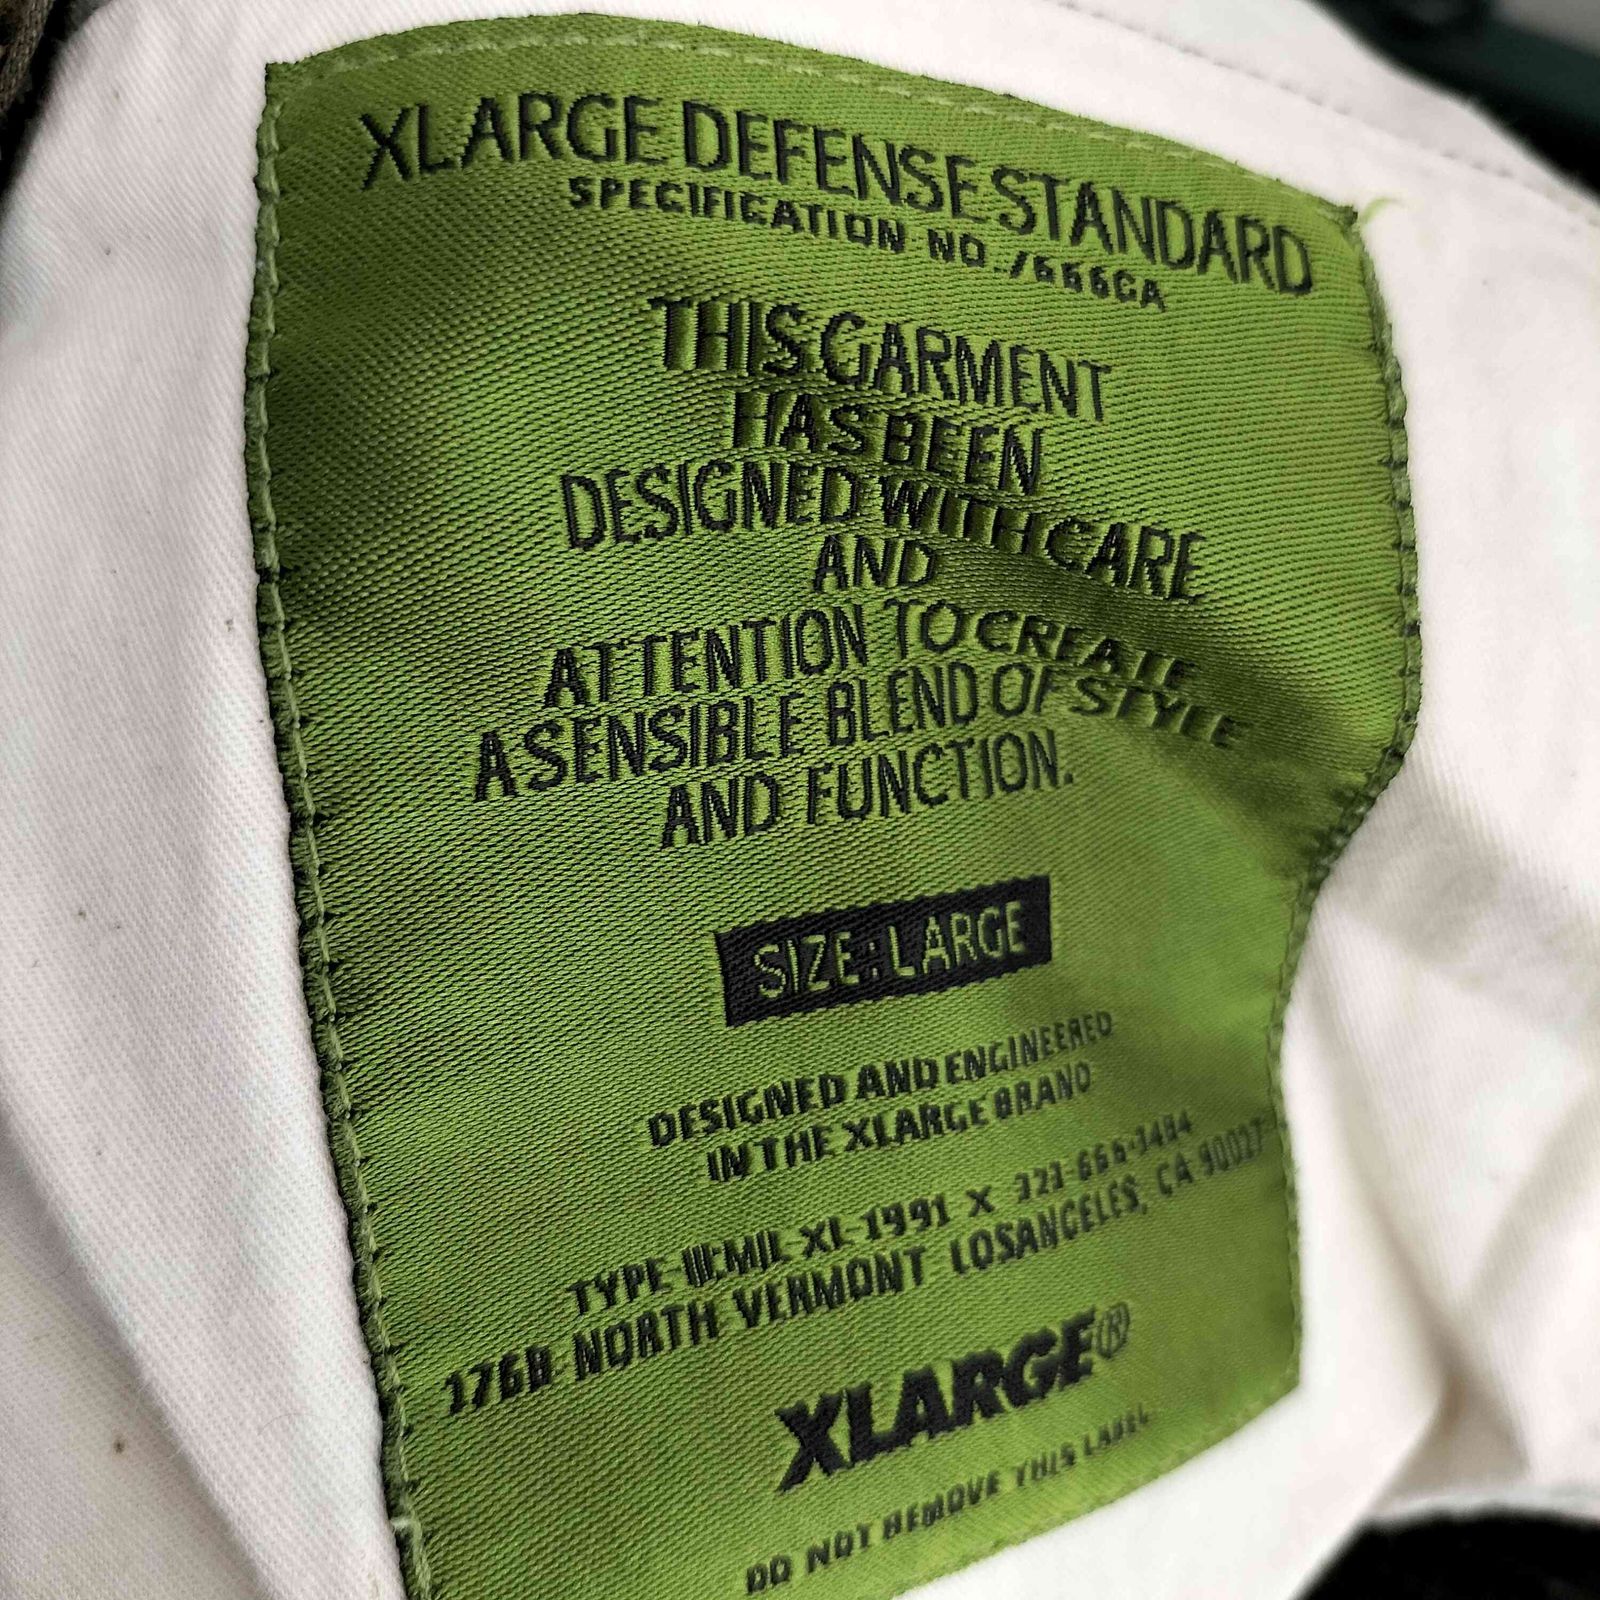 XLARGE DEFENSE STANDARD
SPECIFICATION NO. /666CA
THIS GARMENT
HAS BEEN
DESIGNED WITH CARE
AND
ATTENTION TO CREATE
A SENSIBLE BLEND OF STYLE
AND FUNCTION.
SIZE: LARGE
DESIGNED AND ENGINEERED
IN THE XLARGE BRAND
XL-1991 X
NORTH VERMONT LOS ANGELES, CA 90027
XLARGE®
DO NOT REMOVE THIS LABEL